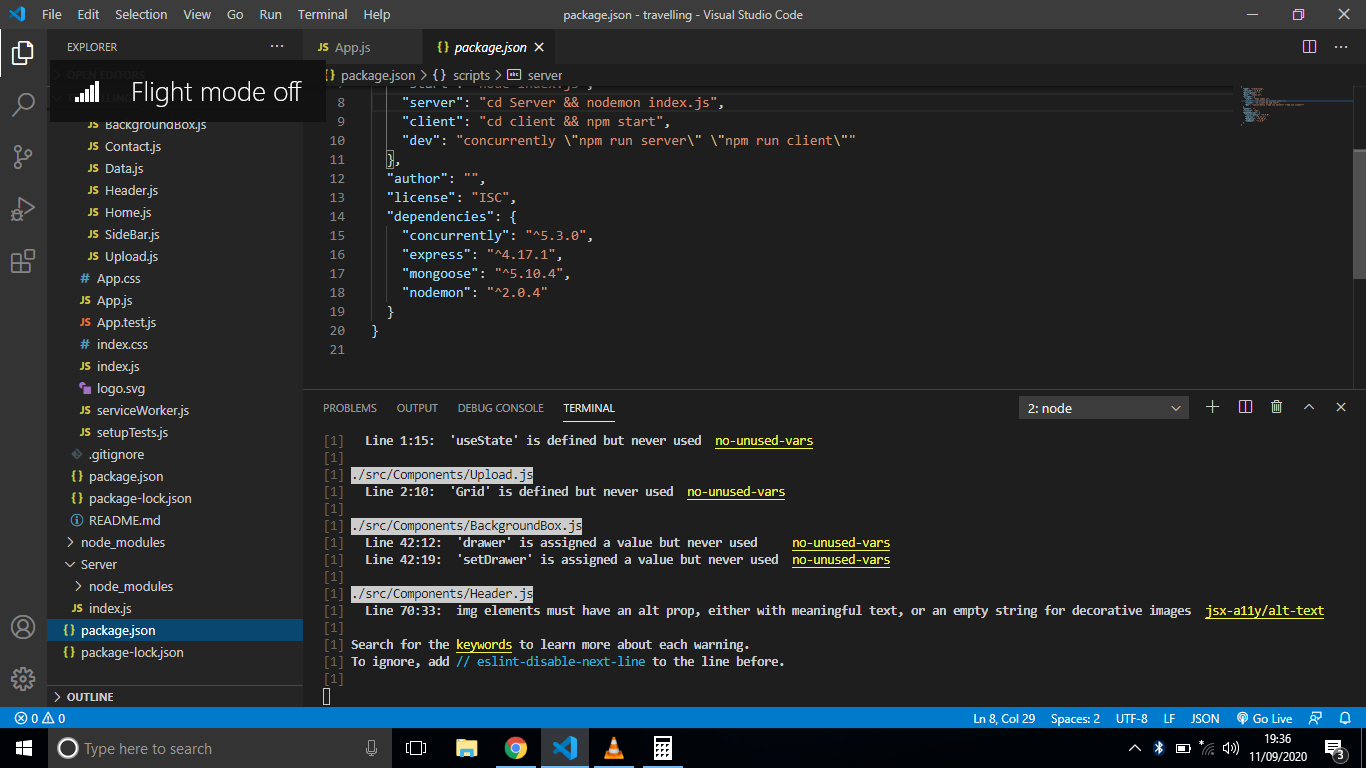 File Edit Selection View Go Run Terminal Help
package.json - travelling - Visual Studio Code
EXPLORER
JS App.js
{} package.json
Flight mode off
{} package.json > {} scripts > server
BackgroundBox.js
JS Contact.js
JS Data.js
JS Header.js
JS Home.js
JS SideBar.js
JS Upload.js
# App.css
JS App.js
JS App.test.js
# index.css
JS index.js
logo.svg
JS serviceWorker.js
JS setupTests.js
.gitignore
{} package.json
{} package-lock.json
README.md
node_modules
Server
node_modules
JS index.js
{} package.json
{} package-lock.json
OUTLINE
8 "server": "cd Server && nodemon index.js",
9 "client": "cd client && npm start",
10 "dev": "concurrently \"npm run server\" \"npm run client\""
11 },
12 "author": "",
13 "license": "ISC",
14 "dependencies": {
15 "concurrently": "^5.3.0",
16 "express": "^4.17.1",
17 "mongoose": "^5.10.4",
18 "nodemon": "^2.0.4"
19 }
20 }
21
PROBLEMS OUTPUT DEBUG CONSOLE TERMINAL
2: node
[1] Line 1:15: 'useState' is defined but never used no-unused-vars
[1]
[1] ./src/Components/Upload.js
[1] Line 2:10: 'Grid' is defined but never used no-unused-vars
[1]
[1] ./src/Components/BackgroundBox.js
[1] Line 42:12: 'drawer' is assigned a value but never used no-unused-vars
[1] Line 42:19: 'setDrawer' is assigned a value but never used no-unused-vars
[1]
[1] ./src/Components/Header.js
[1] Line 70:33: img elements must have an alt prop, either with meaningful text, or an empty string for decorative images jsx-a11y/alt-text
[1]
[1] Search for the keywords to learn more about each warning.
[1] To ignore, add // eslint-disable-next-line to the line before.
[1]
0 0
Ln 8, Col 29 Spaces: 2 UTF-8 LF JSON Go Live
Type here to search
19:36
11/09/2020
3